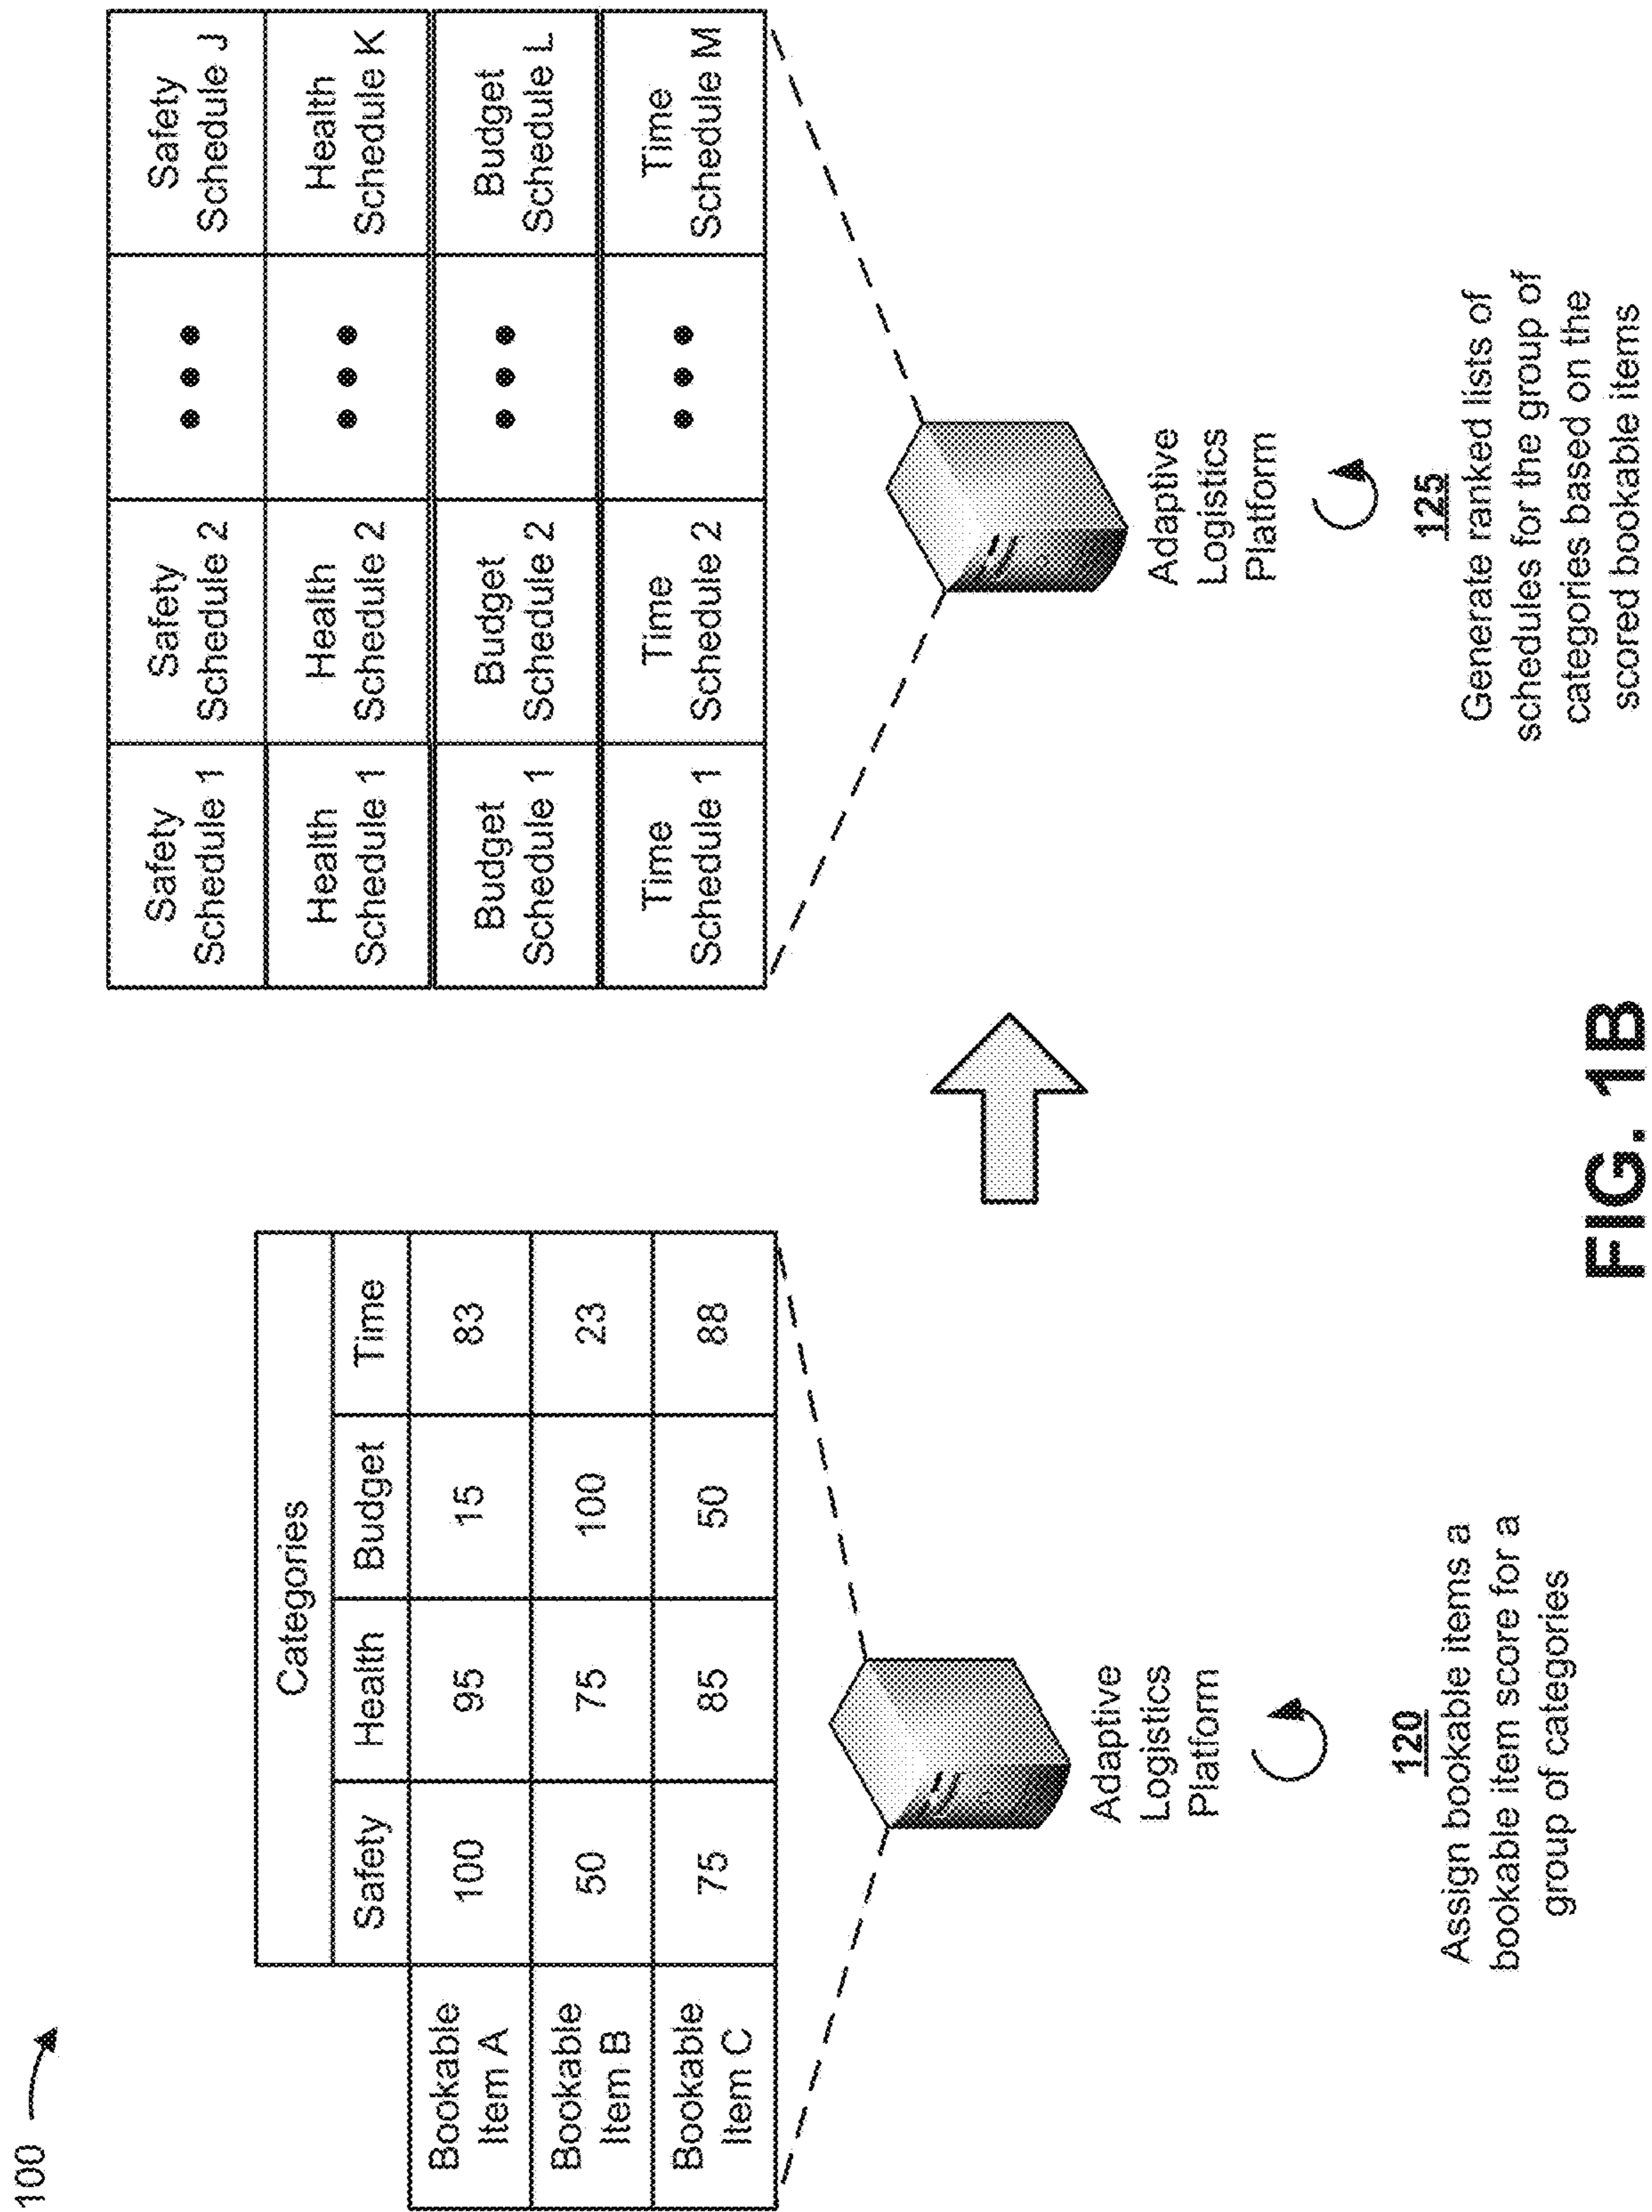 100
Categories
Safety Health Budget Time
Bookable
Item A
100 95 15 83
Bookable
Item B
50 75 100 23
Bookable
Item C
75 85 50 88
Adaptive
Logistics
Platform
120
Assign bookable items a
bookable item score for a
group of categories
Safety
Schedule 1
Safety
Schedule 2
Safety
Schedule J
Health
Schedule 1
Health
Schedule 2
Health
Schedule K
Budget
Schedule 1
Budget
Schedule 2
Budget
Schedule L
Time
Schedule 1
Time
Schedule 2
Time
Schedule M
Adaptive
Logistics
Platform
125
Generate ranked lists of
schedules for the group of
categories based on the
scored bookable items
FIG. 1B